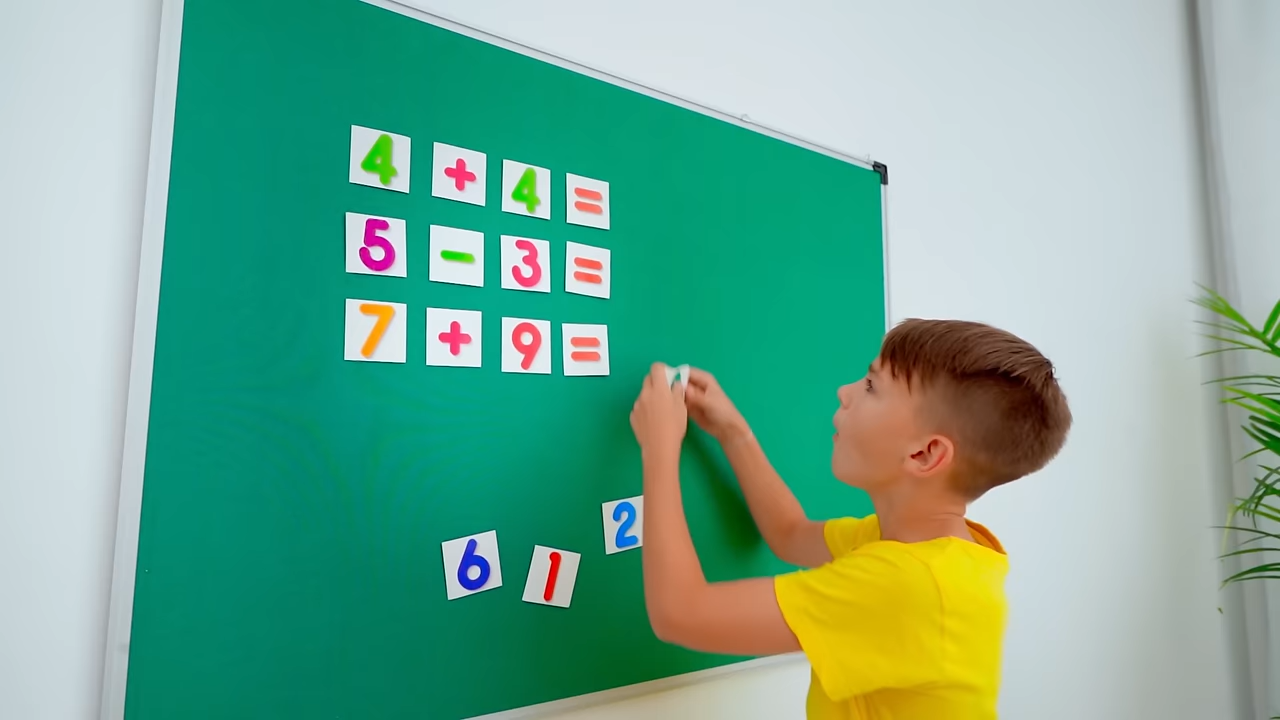 4 + 4 =
5 - 3 =
7 + 9 =
2
6 1